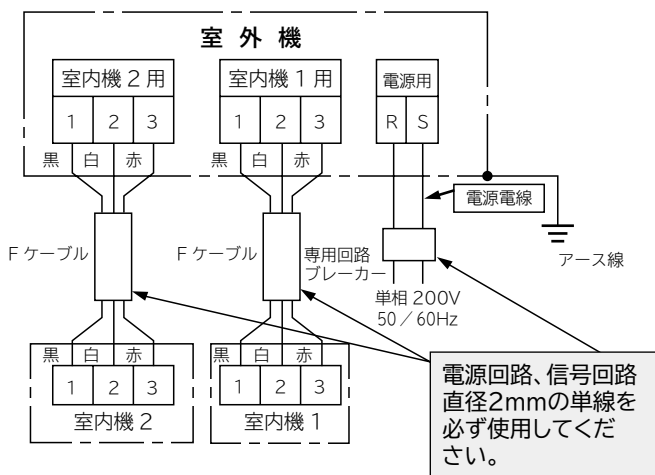 室外機
室内機 2 用
室内機 1 用
電源用
1 2 3
1 2 3
R S
黒 白 赤
黒 白 赤
電源電線
F ケーブル
F ケーブル
専用回路
ブレーカー
アース線
単相 200V
50／60Hz
黒 白 赤
黒 白 赤
1 2 3
1 2 3
室内機 2
室内機 1
電源回路、信号回路
直径2mmの単線を
必ず使用してくだ
さい。